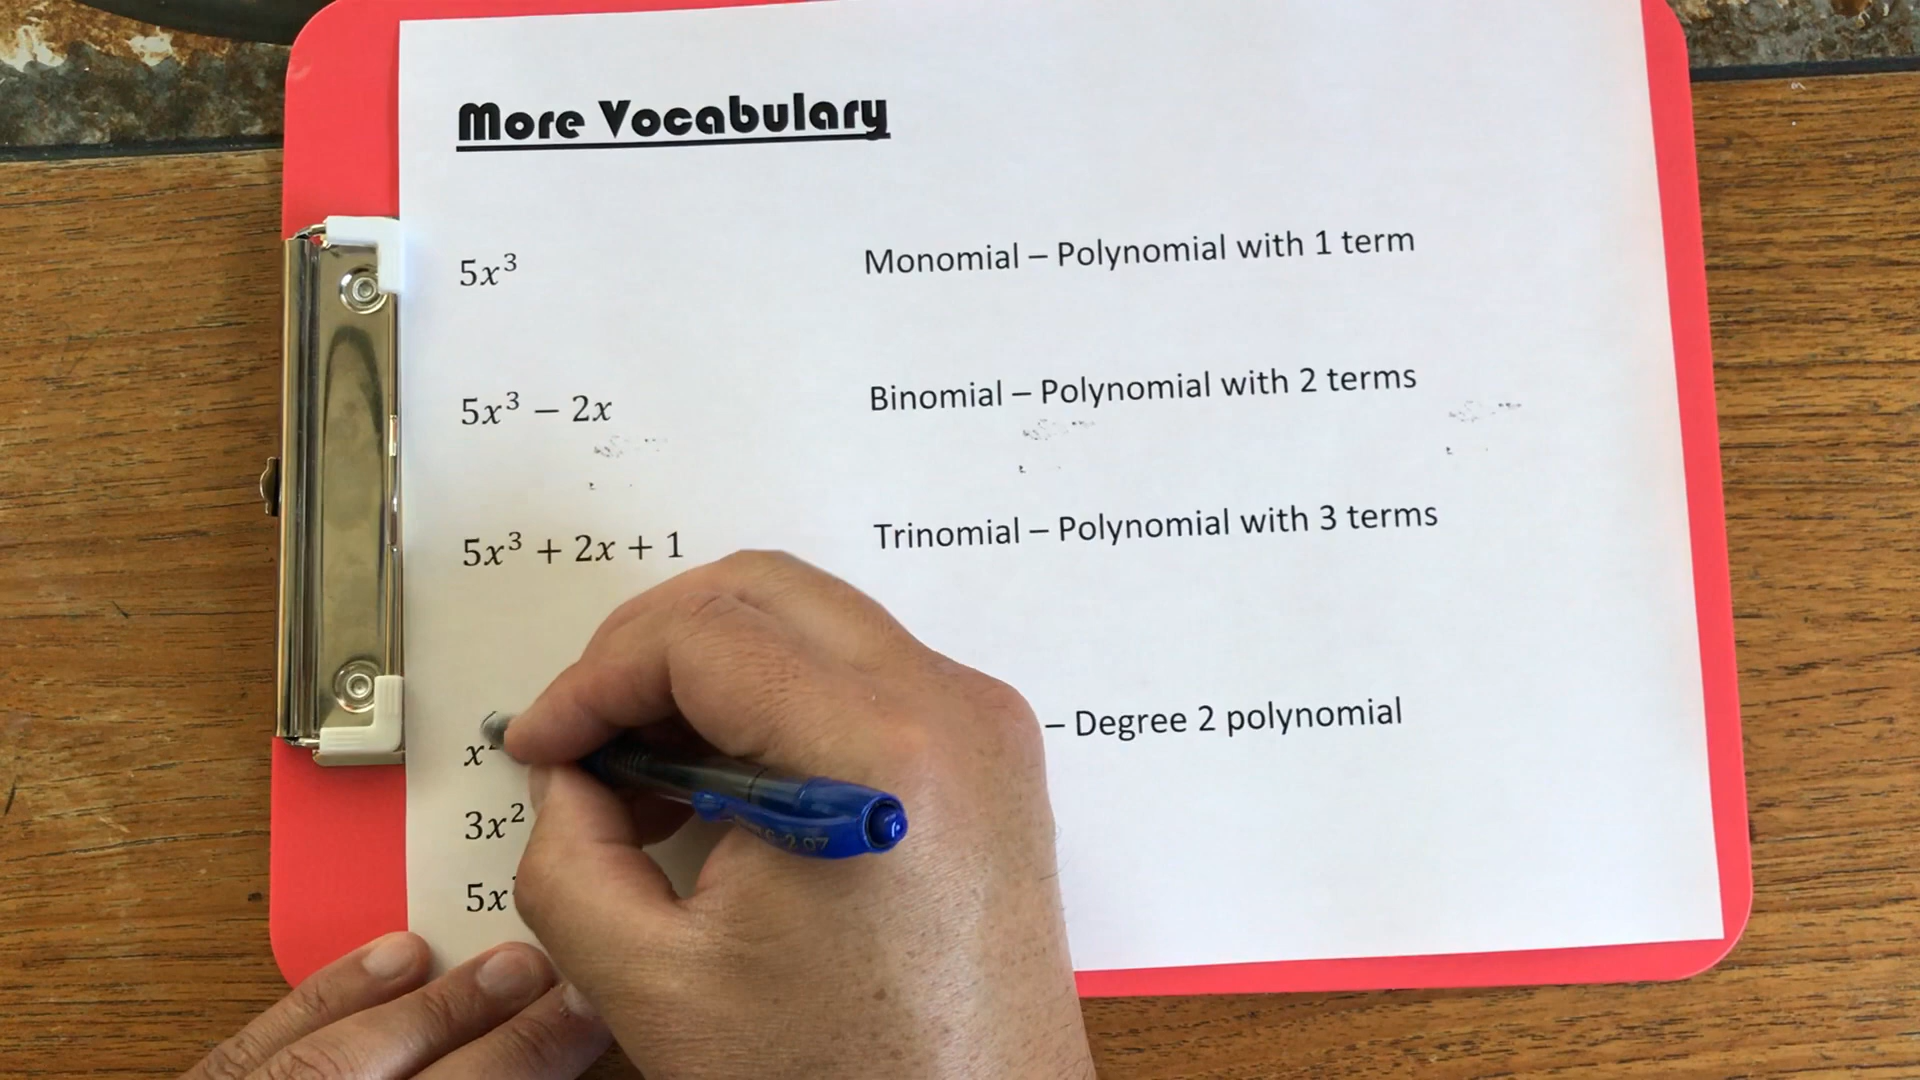 More Vocabulary
5x³ Monomial – Polynomial with 1 term
5x³ – 2x Binomial – Polynomial with 2 terms
5x³ + 2x + 1 Trinomial – Polynomial with 3 terms
x – Degree 2 polynomial
3x²
5x